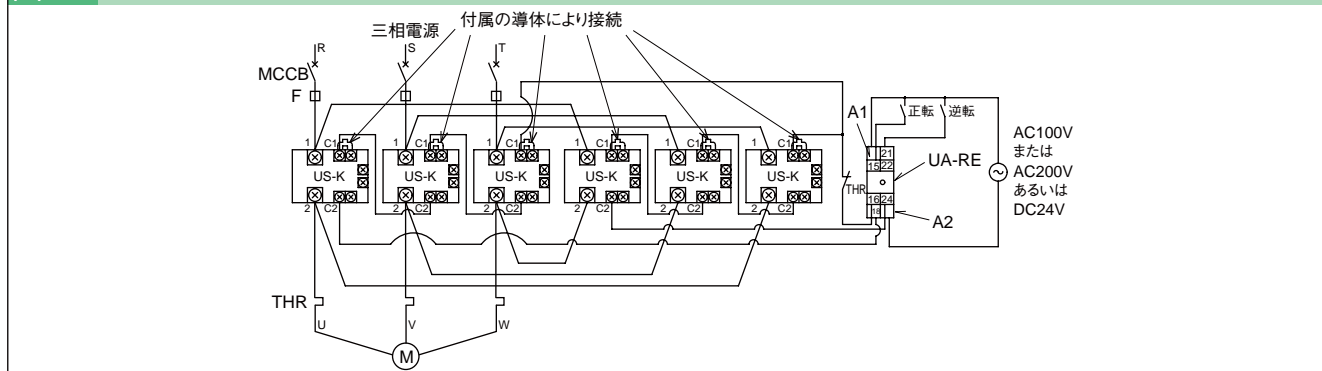 付属の導体により接続
三相電源
R S T
MCCB
F
1 C1 1 C1 1 C1 1 C1 1 C1 1 C1
US-K US-K US-K US-K US-K US-K
2 C2 2 C2 2 C2 2 C2 2 C2 2 C2
THR
A1
正転 逆転
21
15 22
16 24
18
UA-RE
A2
AC100V
または
AC200V
あるいは
DC24V
THR
U V W
M